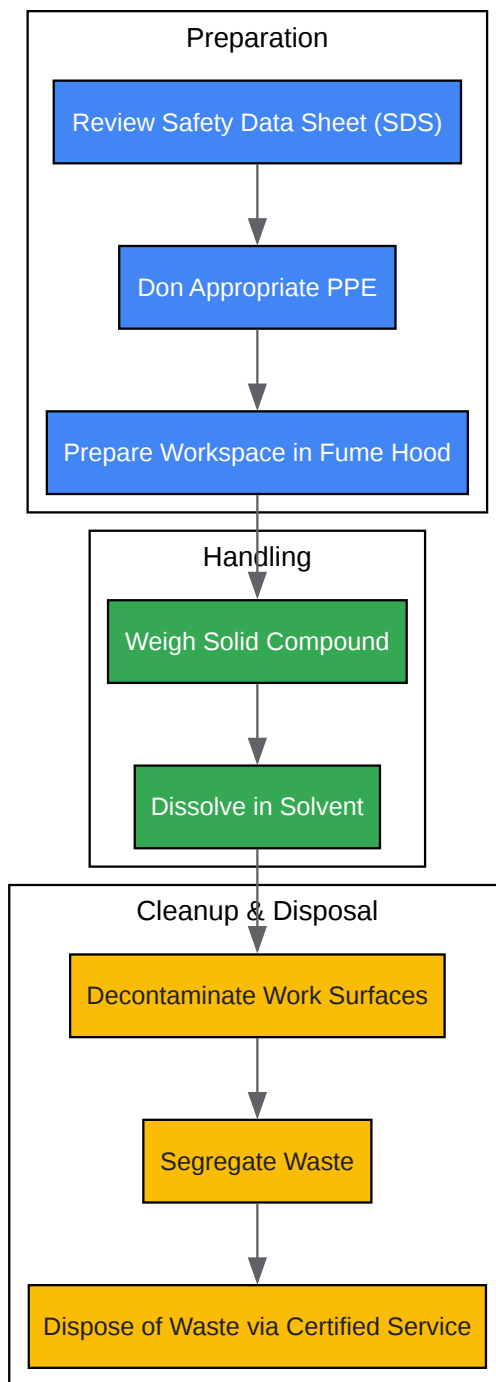 Preparation
Review Safety Data Sheet (SDS)
Don Appropriate PPE
Prepare Workspace in Fume Hood
Handling
Weigh Solid Compound
Dissolve in Solvent
Cleanup & Disposal
Decontaminate Work Surfaces
Segregate Waste
Dispose of Waste via Certified Service